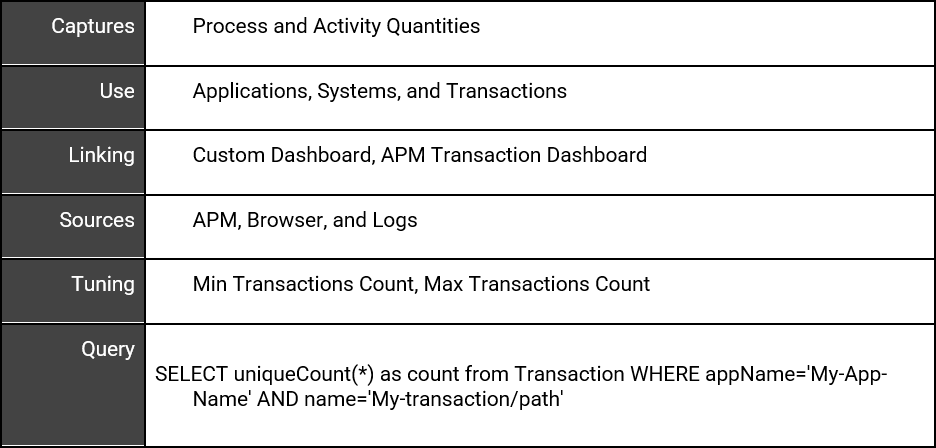 Captures
Process and Activity Quantities
Use
Applications, Systems, and Transactions
Linking
Custom Dashboard, APM Transaction Dashboard
Sources
APM, Browser, and Logs
Tuning
Min Transactions Count, Max Transactions Count
Query
SELECT uniqueCount(*) as count from Transaction WHERE appName='My-App-
Name' AND name='My-transaction/path'